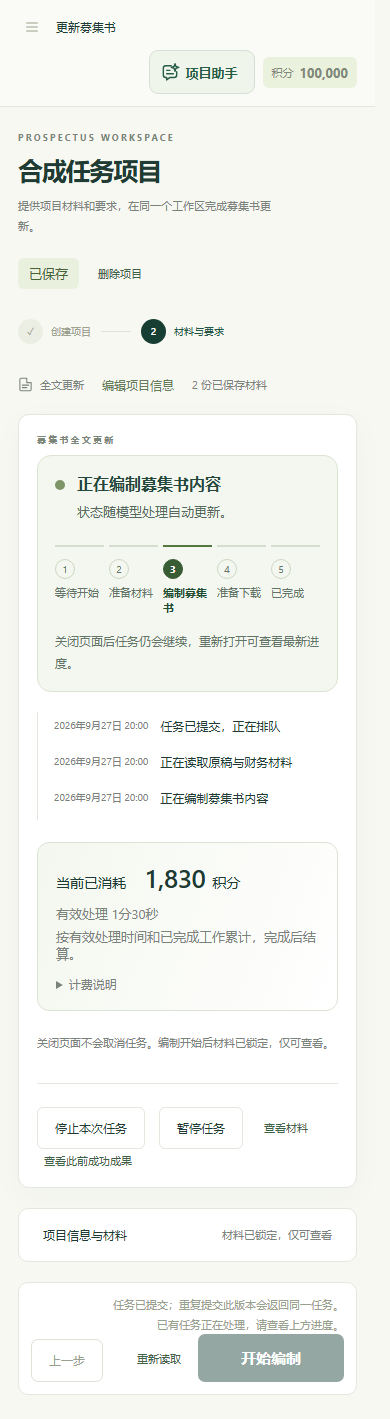 更新募集书
项目助手
积分 100,000
PROSPECTUS WORKSPACE
合成任务项目
提供项目材料和要求，在同一个工作区完成募集书更
新。
已保存 删除项目
✓ 创建项目 2 材料与要求
全文更新 编辑项目信息 2 份已保存材料
募集书全文更新
正在编制募集书内容
状态随模型处理自动更新。
1 2 3 4 5
等待开始 准备材料 编制募集 准备下载 已完成
书
关闭页面后任务仍会继续，重新打开可查看最新进
度。
2026年9月27日 20:00 任务已提交，正在排队
2026年9月27日 20:00 正在读取原稿与财务材料
2026年9月27日 20:00 正在编制募集书内容
当前已消耗 1,830 积分
有效处理 1分30秒
按有效处理时间和已完成工作累计，完成后结
算。
▶ 计费说明
关闭页面不会取消任务。编制开始后材料已锁定，仅可查看。
停止本次任务 暂停任务 查看材料
查看此前成功成果
项目信息与材料 材料已锁定，仅可查看
任务已提交；重复提交此版本会返回同一任务。
已有任务正在处理，请查看上方进度。
上一步 重新读取 开始编制